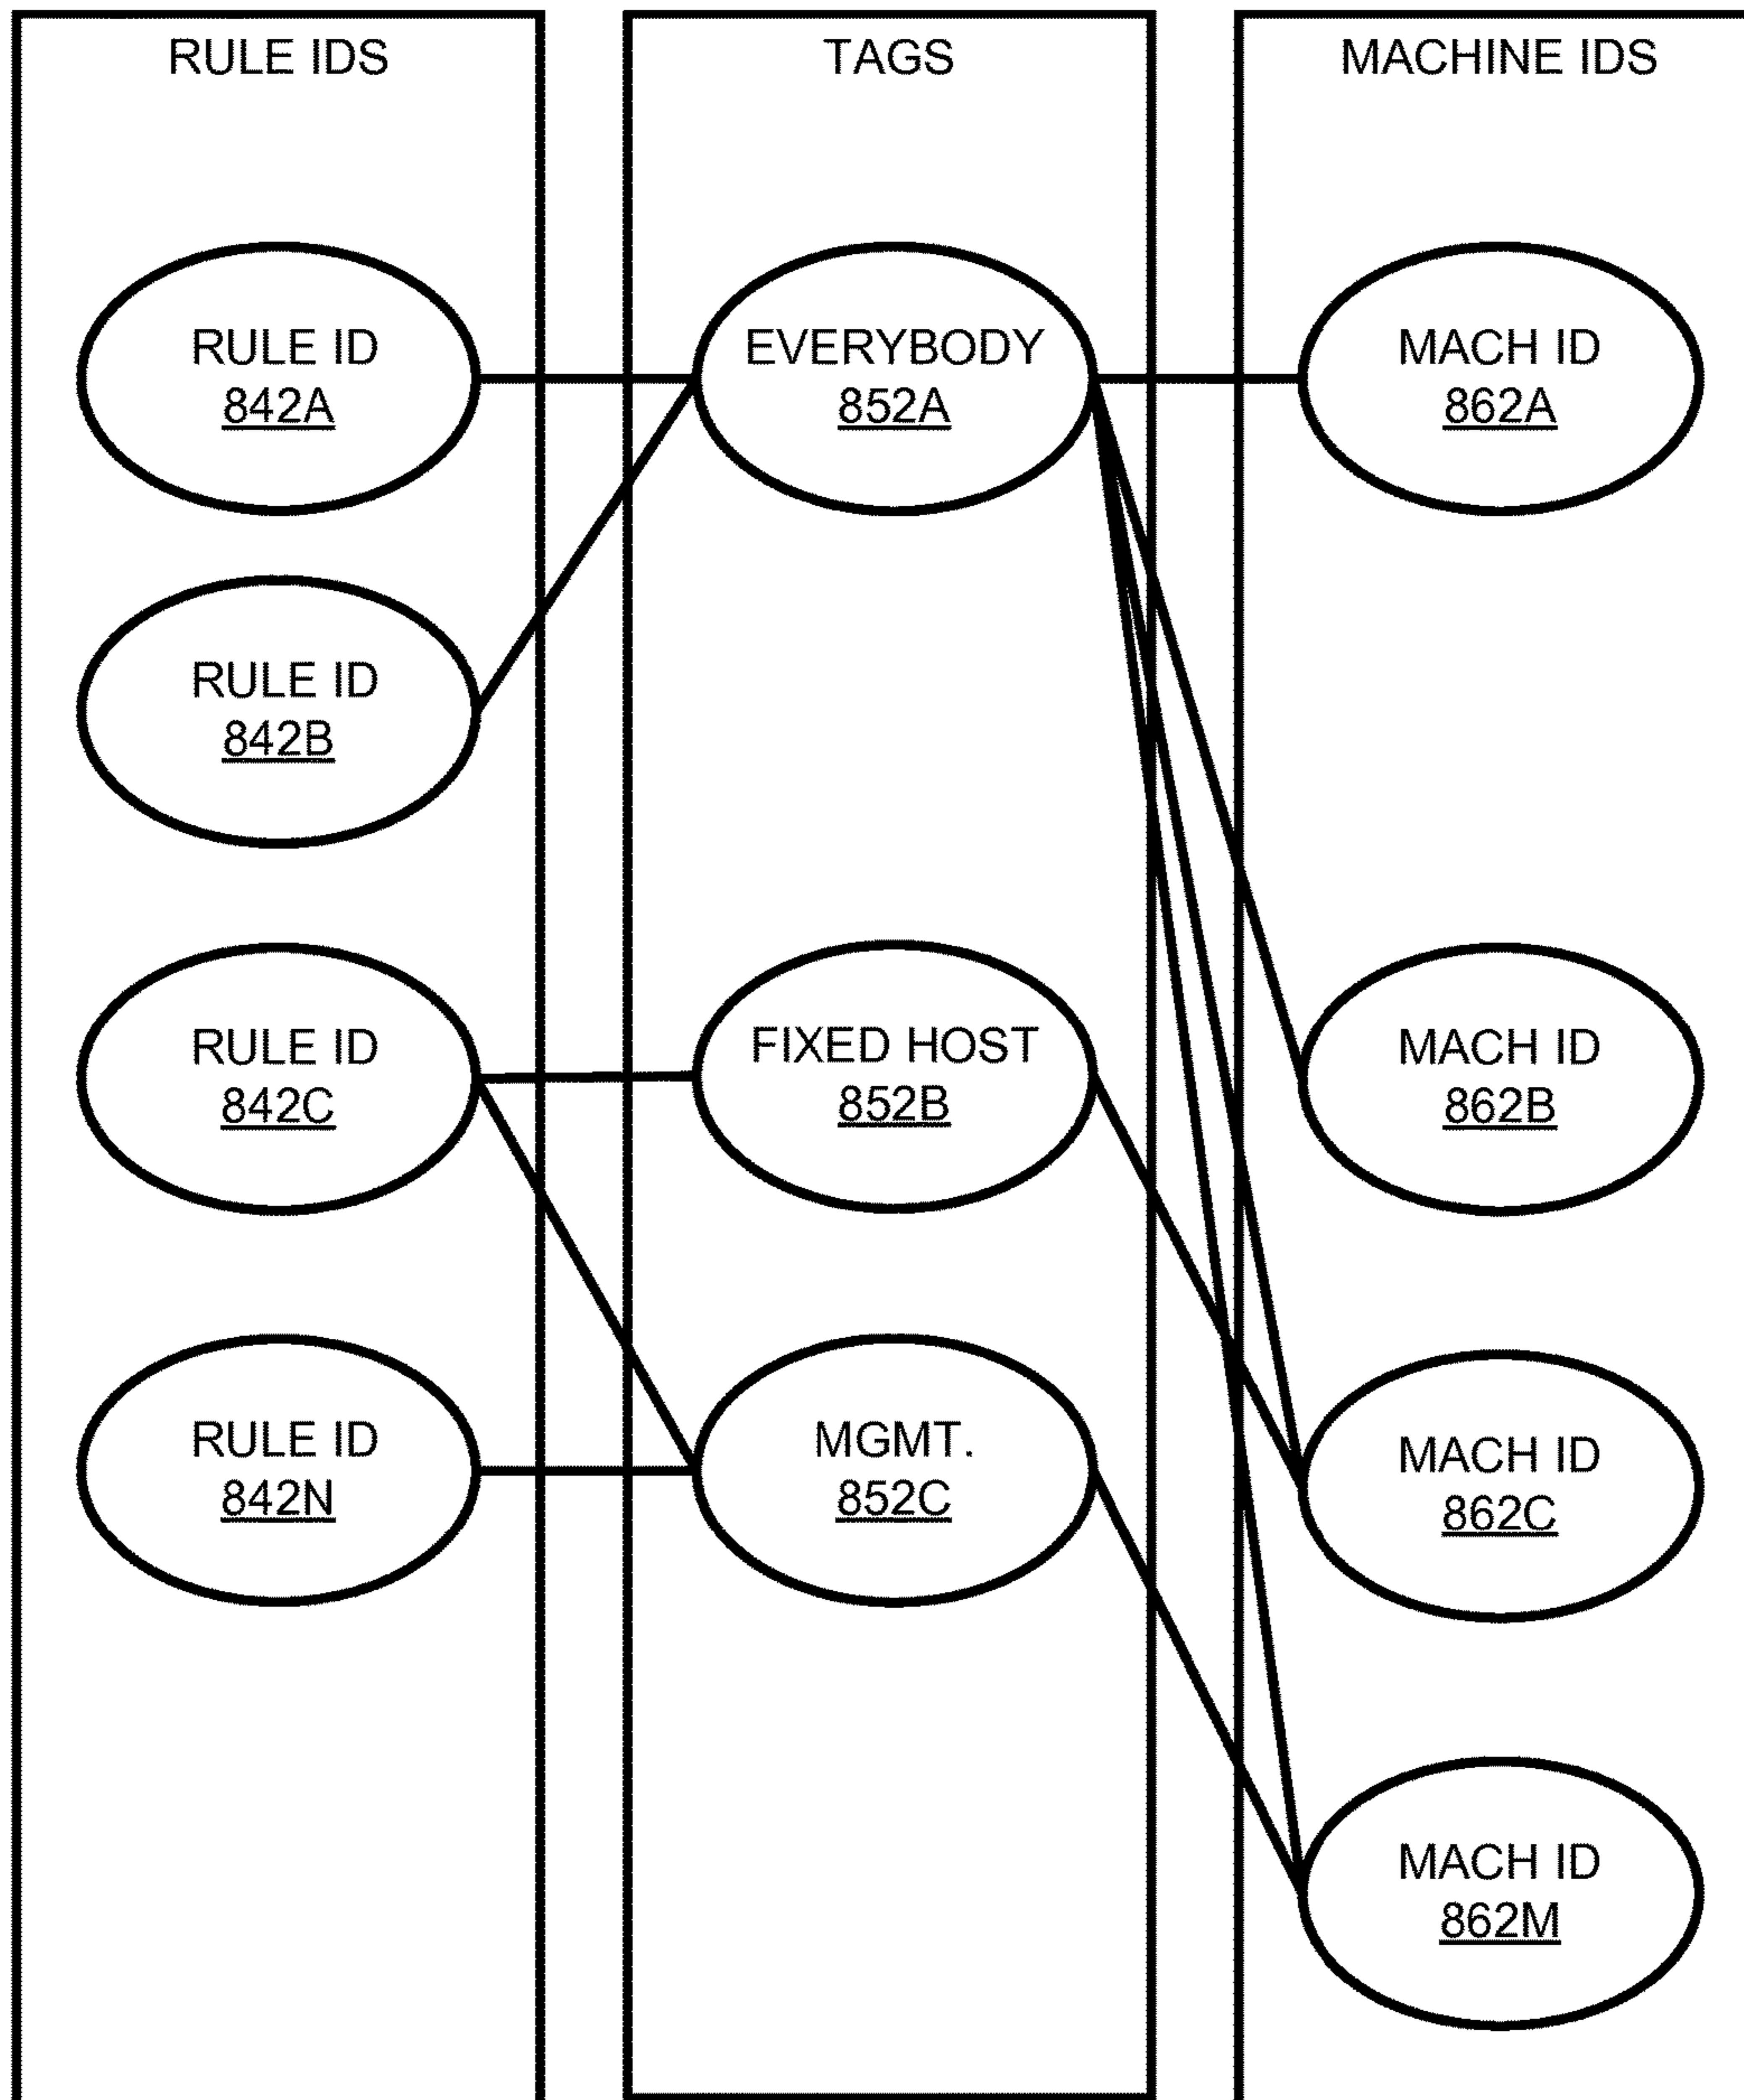 RULE IDS
RULE ID
842A
RULE ID
842B
RULE ID
842C
RULE ID
842N
TAGS
EVERYBODY
852A
FIXED HOST
852B
MGMT.
852C
MACHINE IDS
MACH ID
862A
MACH ID
862B
MACH ID
862C
MACH ID
862M